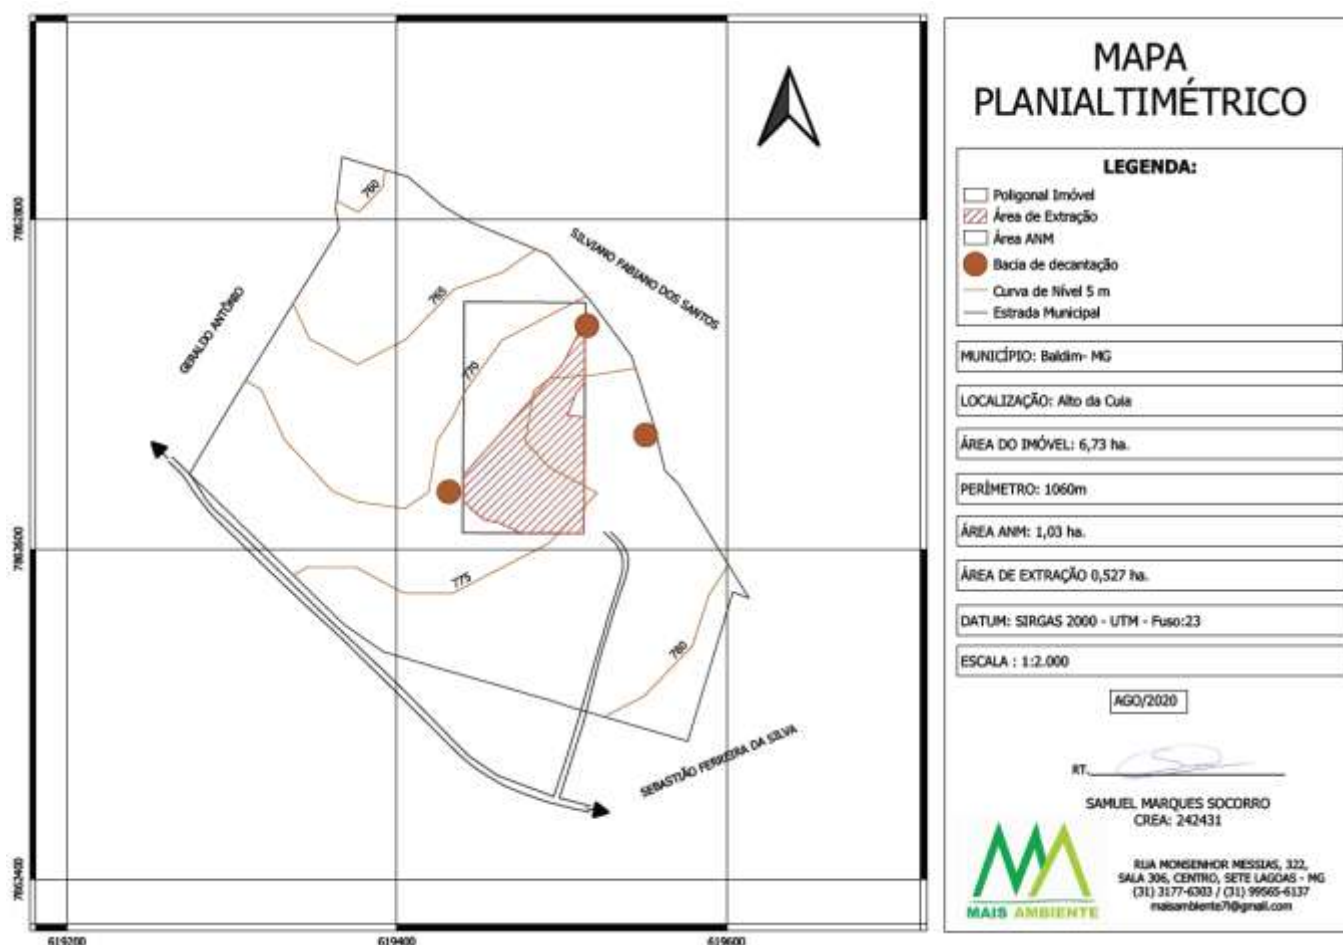 MAPA
PLANIALTIMÉTRICO
LEGENDA:
Poligonal Imóvel
Área de Extração
Área ANM
Bacia de decantação
Curva de Nível 5 m
Estrada Municipal
MUNICÍPIO: Baldim- MG
LOCALIZAÇÃO: Alto da Cuia
ÁREA DO IMÓVEL: 6,73 ha.
PERÍMETRO: 1060m
ÁREA ANM: 1,03 ha.
ÁREA DE EXTRAÇÃO 0,527 ha.
DATUM: SIRGAS 2000 - UTM - Fuso:23
ESCALA : 1:2.000
AGO/2020
RT.
SAMUEL MARQUES SOCORRO
CREA: 242431
MAIS AMBIENTE
RUA MONSENHOR MESSIAS, 322,
SALA 306, CENTRO, SETE LAGOAS - MG
(31) 3177-6303 / (31) 99565-6137
maisambiente7l@gmail.com
760
SILVIANO FABIANO DOS SANTOS
765
GERALDO ANTÔNIO
770
775
780
SEBASTIÃO FERREIRA DA SILVA
7862800
7862600
7862400
619200
619400
619600